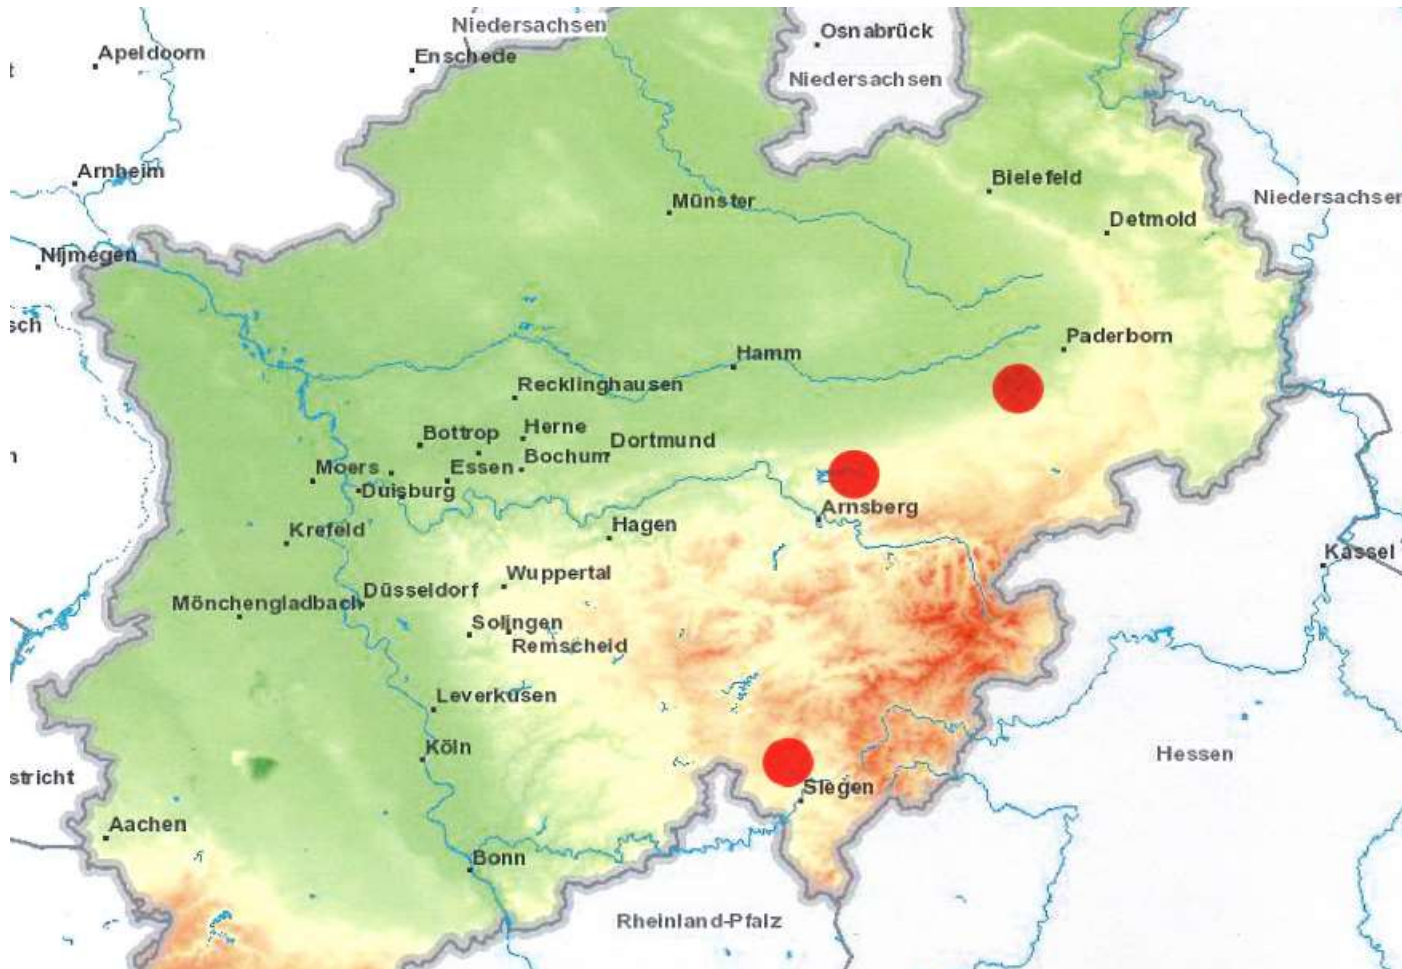 Niedersachsen
Osnabrück
Apeldoorn
Enschede
Niedersachsen
Arnheim
Bielefeld
Niedersachsen
Münster
Detmold
Nijmegen
sch
Paderborn
Hamm
Recklinghausen
Herne
Bottrop
Dortmund
Moers
Essen
Bochum
Duisburg
Arnsberg
Krefeld
Hagen
Kassel
Wuppertal
Düsseldorf
Mönchengladbach
Solingen
Remscheid
Leverkusen
Köln
Hessen
stricht
Siegen
Aachen
Bonn
Rheinland-Pfalz